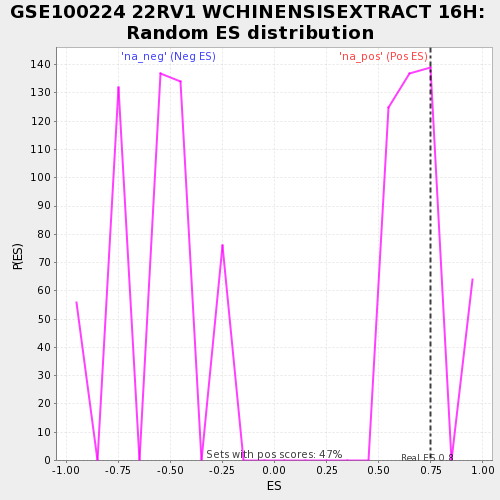 GSE100224 22RV1 WCHINENSISEXTRACT 16H:
Random ES distribution
'na_neg' (Neg ES)
'na_pos' (Pos ES)
140
130
120
110
100
90
80
70
60
50
40
30
20
10
0
P(ES)
Sets with pos scores: 47%
Real ES 0.8
-1.00 -0.75 -0.50 -0.25 0.00 0.25 0.50 0.75 1.00
ES